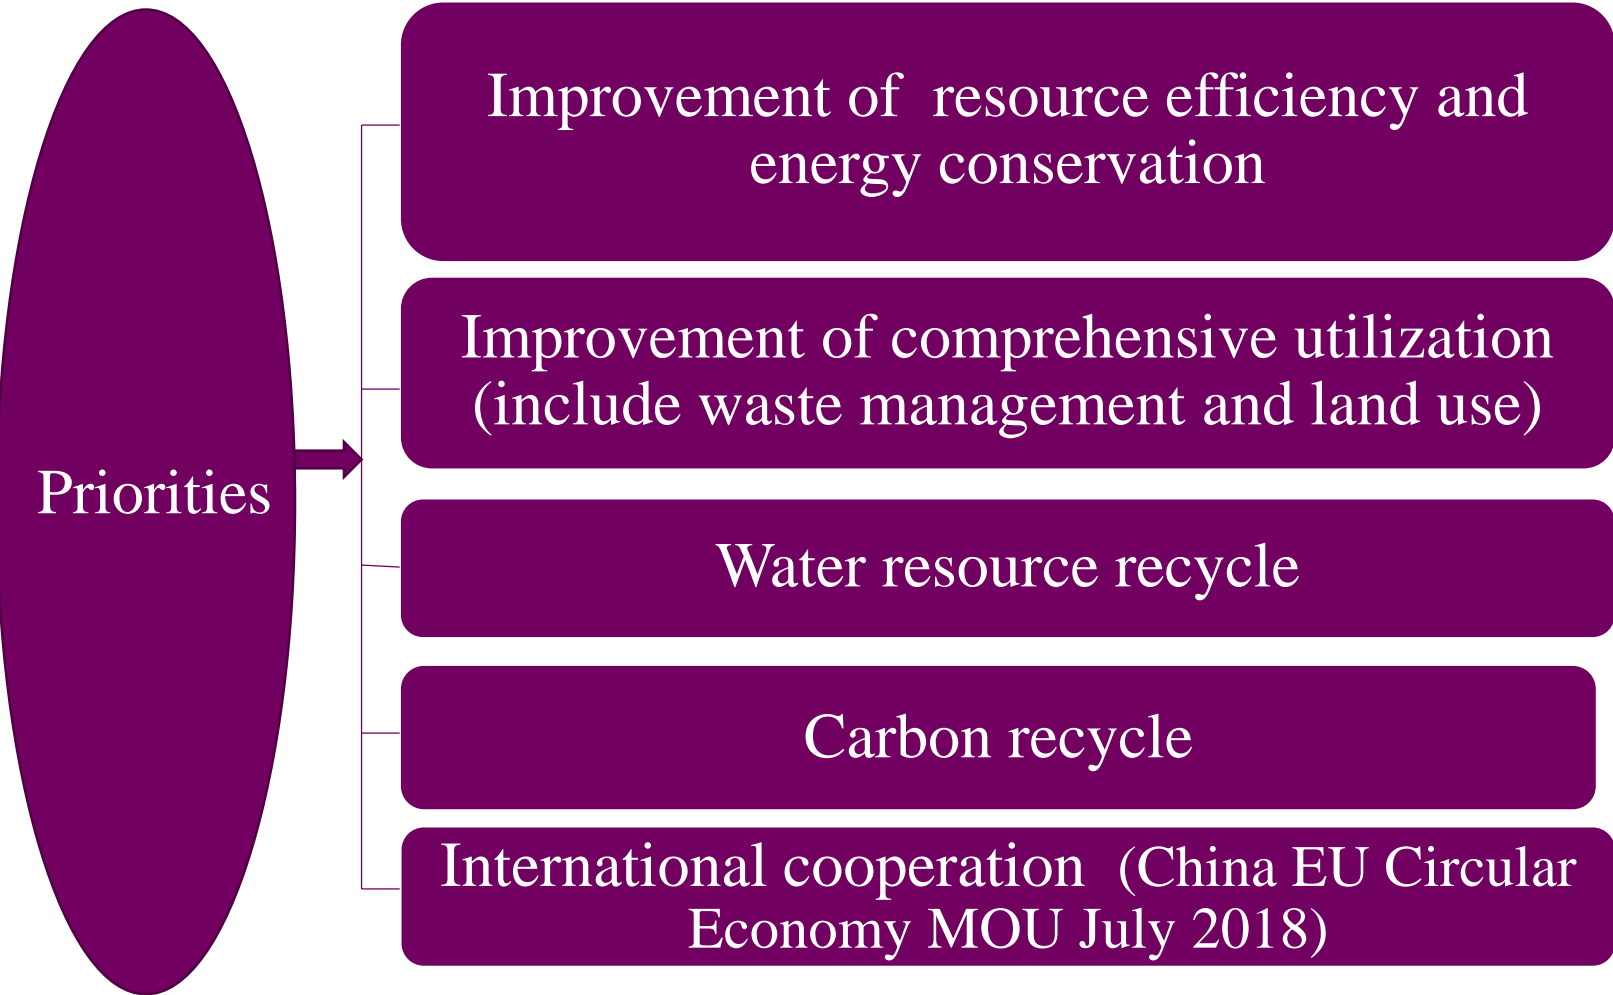 Priorities
Improvement of resource efficiency and
energy conservation
Improvement of comprehensive utilization
(include waste management and land use)
Water resource recycle
Carbon recycle
International cooperation (China EU Circular
Economy MOU July 2018)